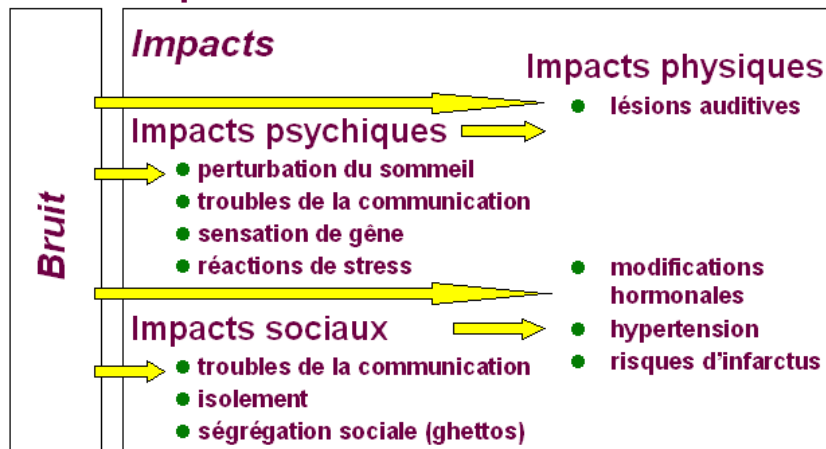 Bruit
Impacts
Impacts physiques
lésions auditives
Impacts psychiques
perturbation du sommeil
troubles de la communication
sensation de gêne
réactions de stress
modifications
hormonales
hypertension
risques d'infarctus
Impacts sociaux
troubles de la communication
isolement
ségrégation sociale (ghettos)